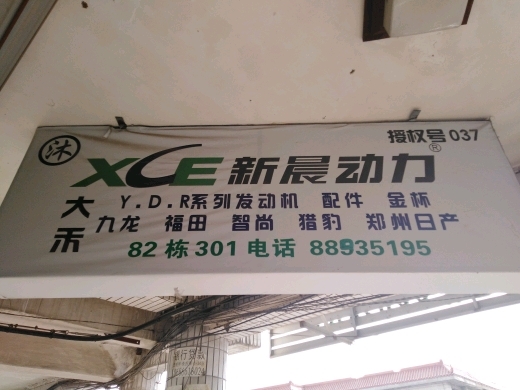 授权号037
沐 XCE新晨动力®
大禾
Y.D.R系列发动机 配件 金杯
九龙 福田 智尚 猎豹 郑州日产
82栋301电话 88935195